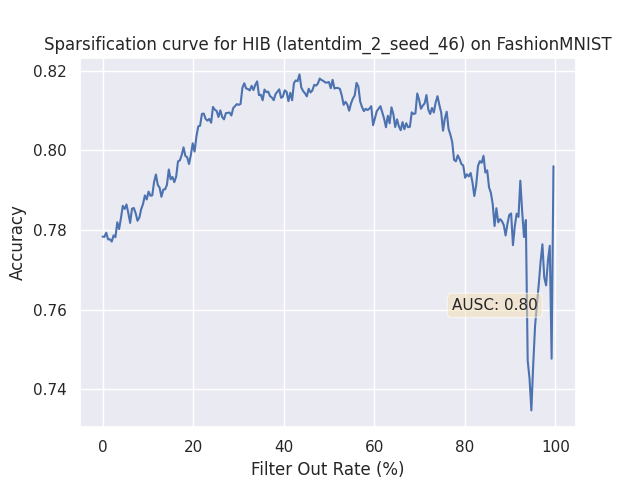 Sparsification curve for HIB (latentdim_2_seed_46) on FashionMNIST
0.82
0.80
0.78
0.76
0.74
Accuracy
AUSC: 0.80
0 20 40 60 80 100
Filter Out Rate (%)